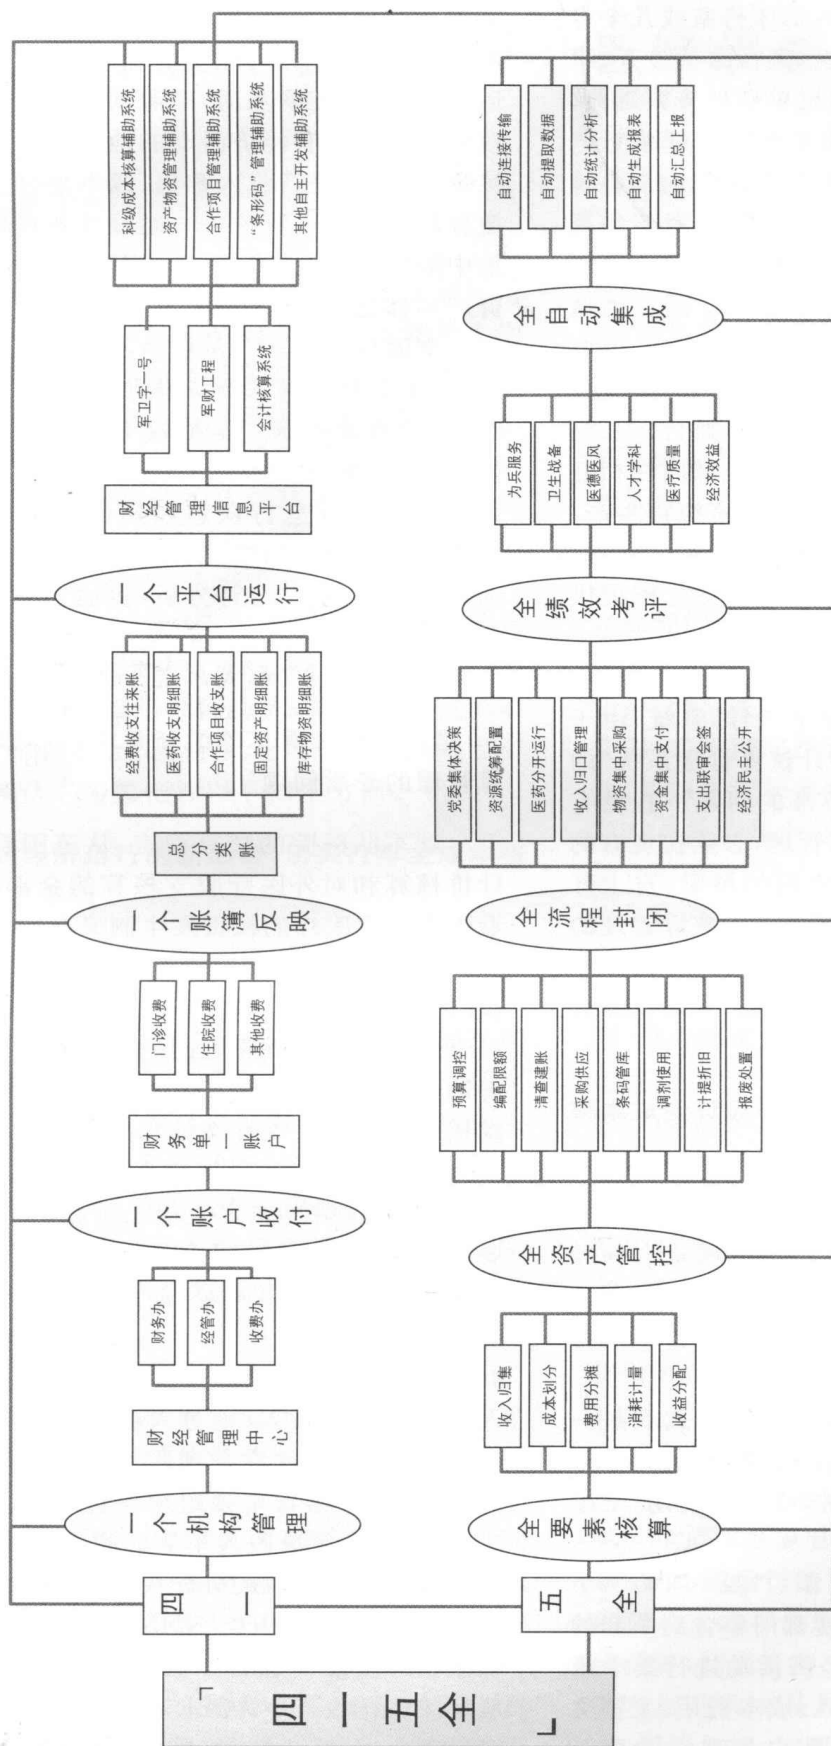 「四一五全」
四一
一个机构管理
财经管理中心
财务办
经管办
收费办
一个账户收付
财务单一账户
门诊收费
住院收费
其他收费
一个账簿反映
总分类账
经费收支往来账
医药收支明细账
合作项目收支账
固定资产明细账
库存物资明细账
一个平台运行
财经管理信息平台
军卫字一号
军财工程
会计核算系统
科级成本核算辅助系统
资产物资管理辅助系统
合作项目管理辅助系统
“条形码”管理辅助系统
其他自主开发辅助系统
五全
全要素核算
收入归集
成本划分
费用分摊
消耗计量
收益分配
全资产管控
预算调控
编配限额
清查建账
采购供应
条码管库
调剂使用
计提折旧
报废处置
全流程封闭
党委集体决策
资源统筹配置
医药分开运行
收入归口管理
物资集中采购
资金集中支付
支出联审会签
经济民主公开
全绩效考评
为兵服务
卫生战备
医德医风
人才学科
医疗质量
经济效益
全自动集成
自动连接传输
自动提取数据
自动统计分析
自动生成报表
自动汇总上报